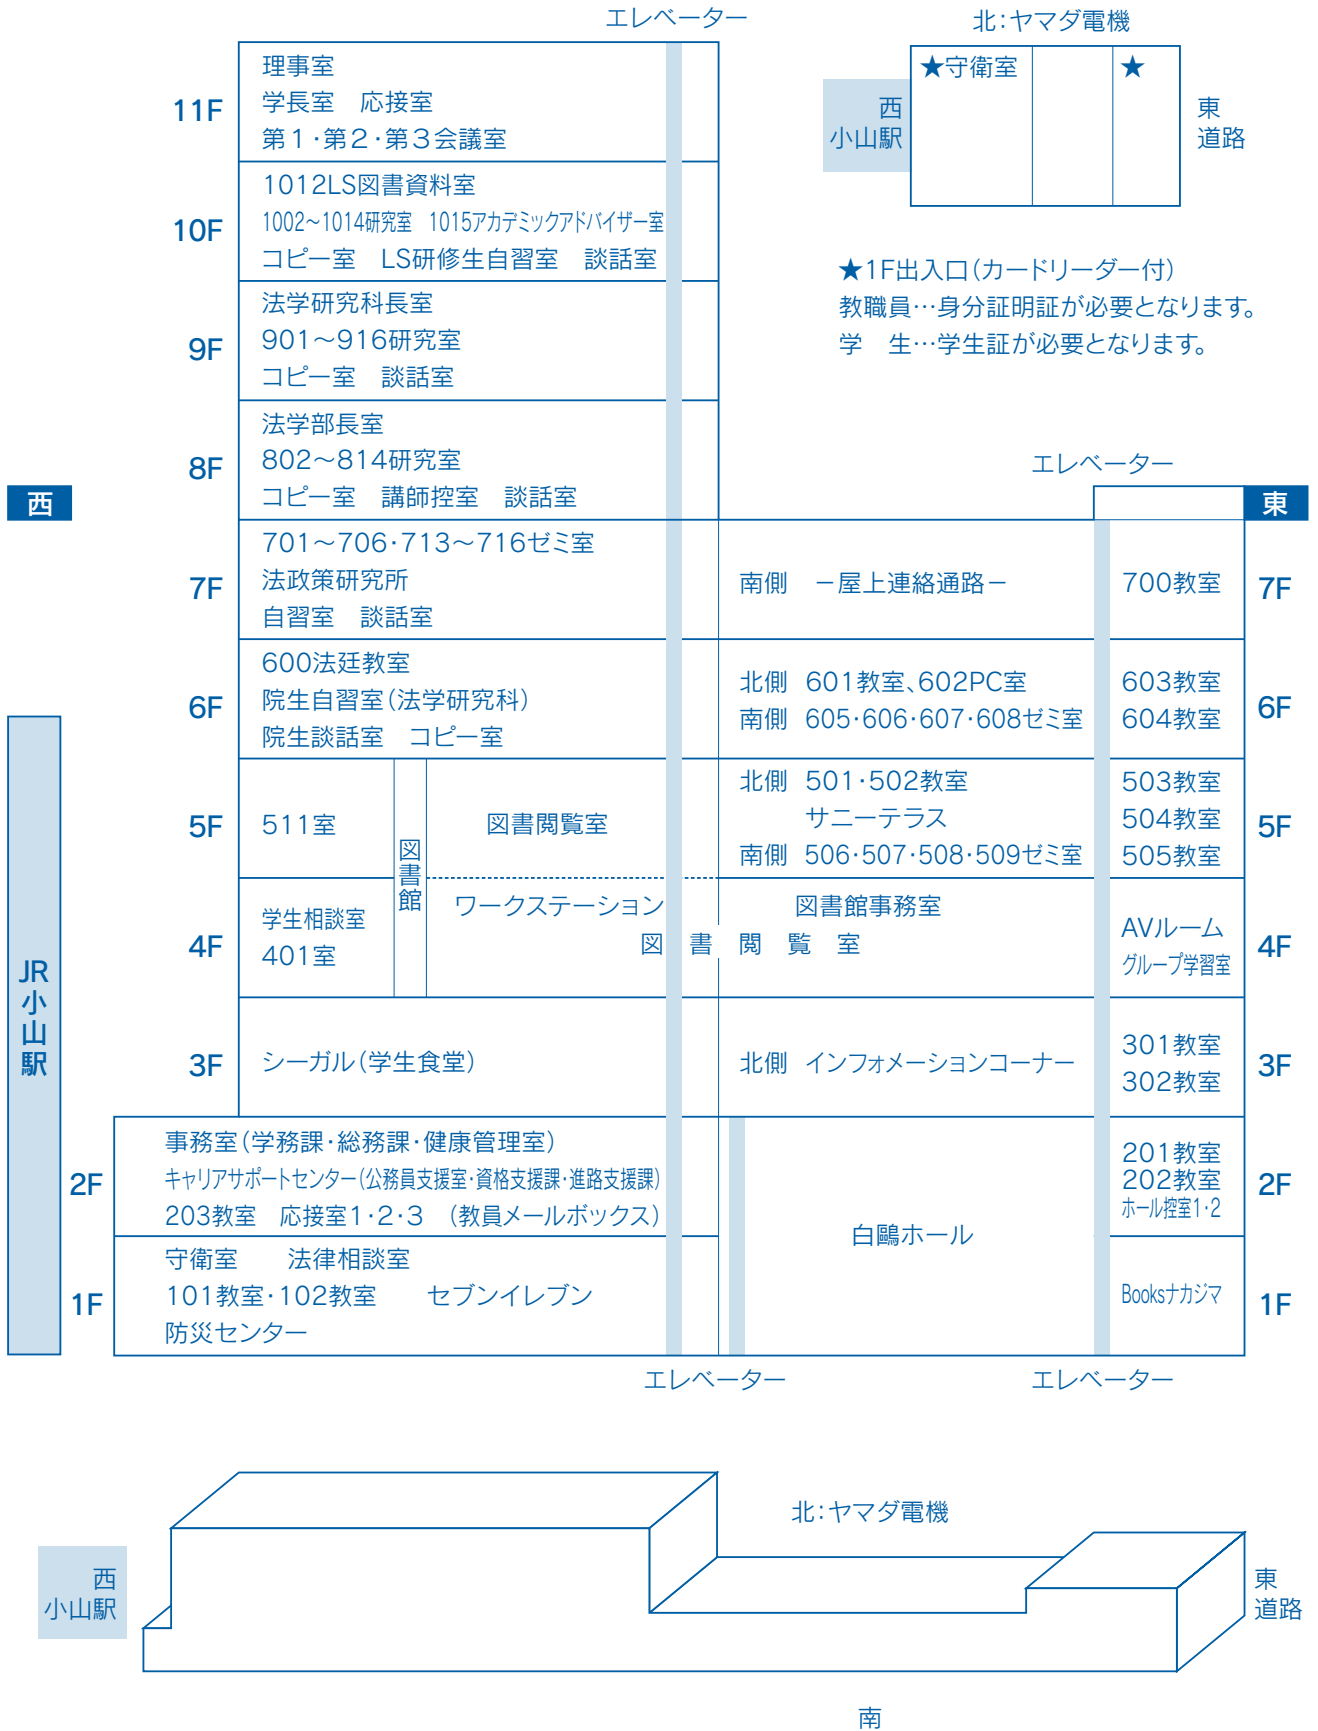 エレベーター
北：ヤマダ電機
★守衛室
★
西
小山駅
東
道路
★1F出入口（カードリーダー付）
教職員…身分証明証が必要となります。
学　生…学生証が必要となります。
11F
理事室
学長室　応接室
第１・第２・第３会議室
10F
1012LS図書資料室
1002～1014研究室　1015アカデミックアドバイザー室
コピー室　LS研修生自習室　談話室
9F
法学研究科長室
901～916研究室
コピー室　談話室
8F
法学部長室
802～814研究室
コピー室　講師控室　談話室
エレベーター
西
東
7F
701～706・713～716ゼミ室
法政策研究所
自習室　談話室
南側　－屋上連絡通路－
700教室
7F
6F
600法廷教室
院生自習室（法学研究科）
院生談話室　コピー室
北側　601教室、602PC室
南側　605・606・607・608ゼミ室
603教室
604教室
6F
5F
511室
図書館
図書閲覧室
北側　501・502教室
サニーテラス
南側　506・507・508・509ゼミ室
503教室
504教室
505教室
5F
4F
学生相談室
401室
ワークステーション
図書館事務室
図　書　閲　覧　室
AVルーム
グループ学習室
4F
JR小山駅
3F
シーガル（学生食堂）
北側　インフォメーションコーナー
301教室
302教室
3F
2F
事務室（学務課・総務課・健康管理室）
キャリアサポートセンター（公務員支援室・資格支援課・進路支援課）
203教室　応接室1・2・3　（教員メールボックス）
白鷗ホール
201教室
202教室
ホール控室1・2
2F
1F
守衛室　　法律相談室
101教室・102教室　　セブンイレブン
防災センター
Booksナカジマ
1F
エレベーター
エレベーター
北：ヤマダ電機
西
小山駅
東
道路
南